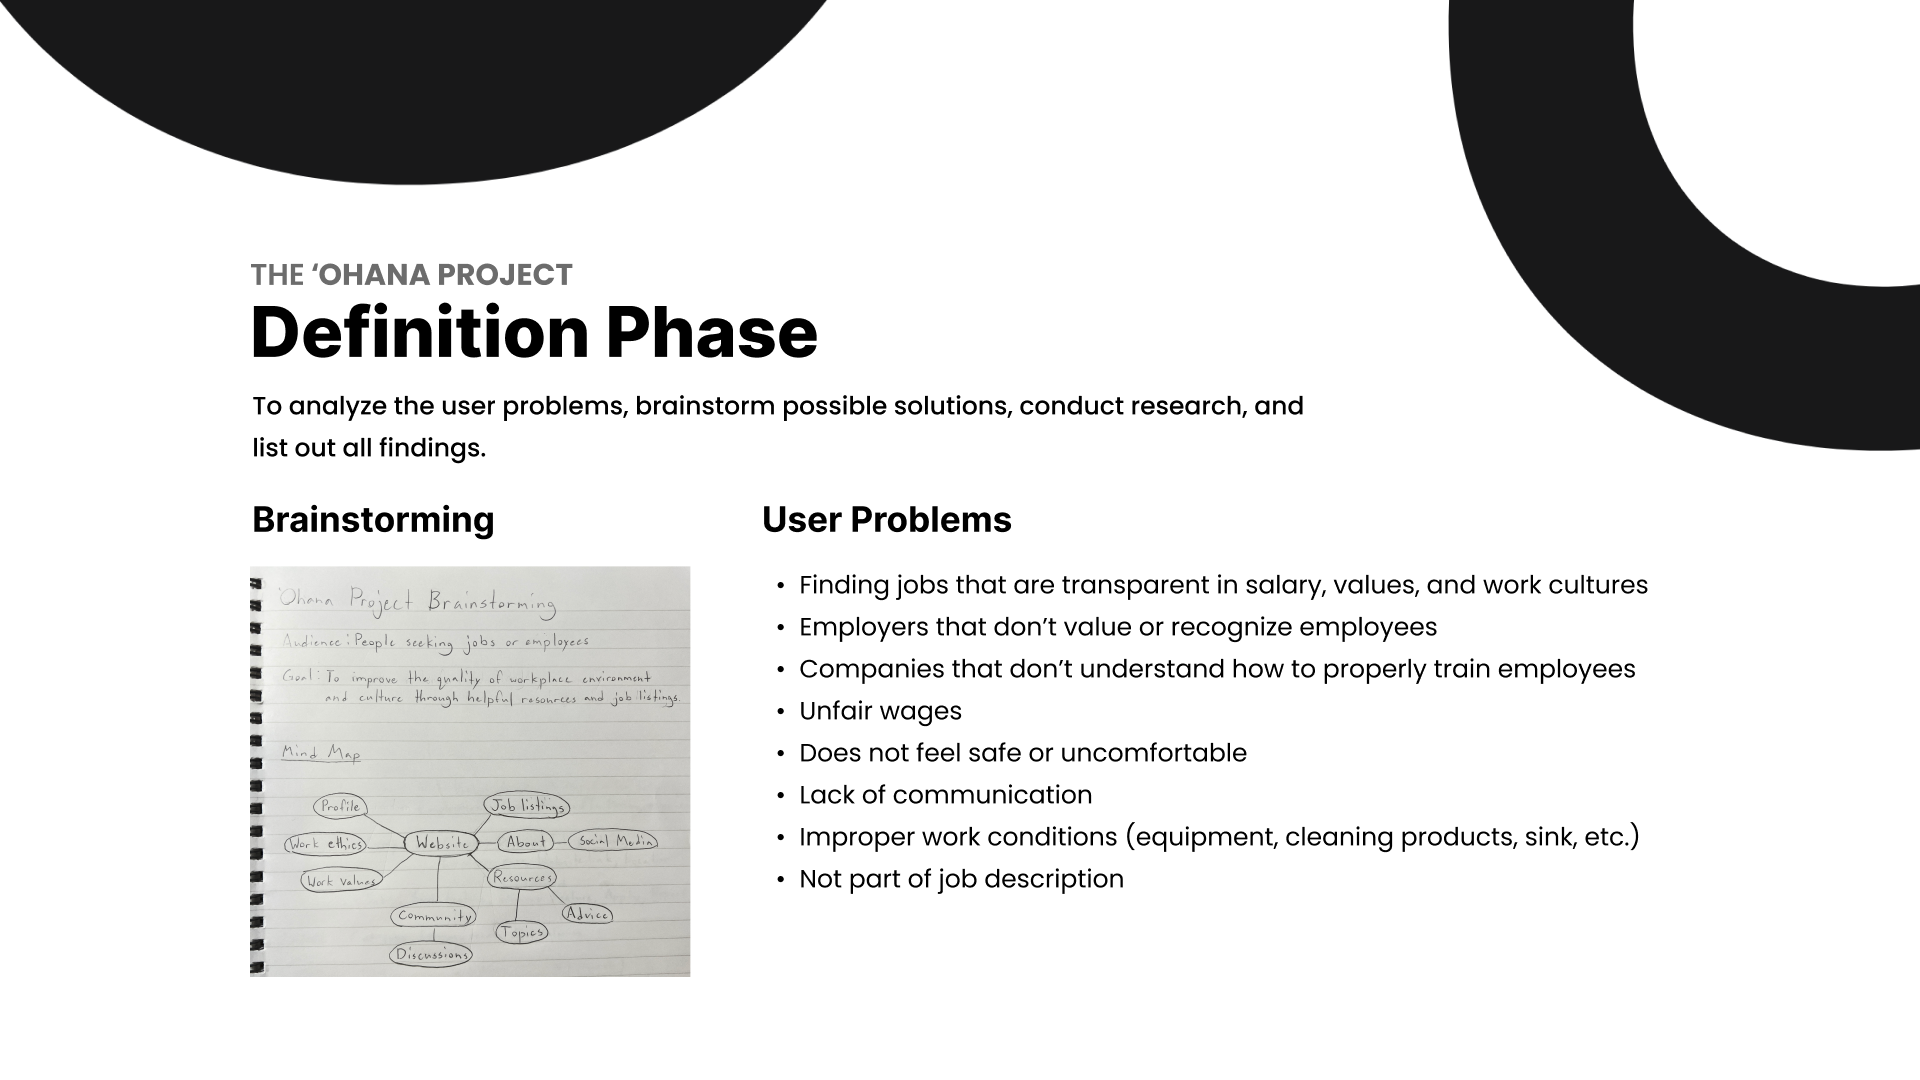 THE ‘OHANA PROJECT
Definition Phase
To analyze the user problems, brainstorm possible solutions, conduct research, and
list out all findings.
Brainstorming
'Ohana Project Brainstorming
Audience: People seeking jobs or employees
Goal: To improve the quality of workplace environment
and culture through helpful resources and job listings.
Mind Map
Profile
Job listings
Work ethics
Website
About
Social Media
Work values
Resources
Community
Advice
Topics
Discussions
User Problems
• Finding jobs that are transparent in salary, values, and work cultures
• Employers that don’t value or recognize employees
• Companies that don’t understand how to properly train employees
• Unfair wages
• Does not feel safe or uncomfortable
• Lack of communication
• Improper work conditions (equipment, cleaning products, sink, etc.)
• Not part of job description